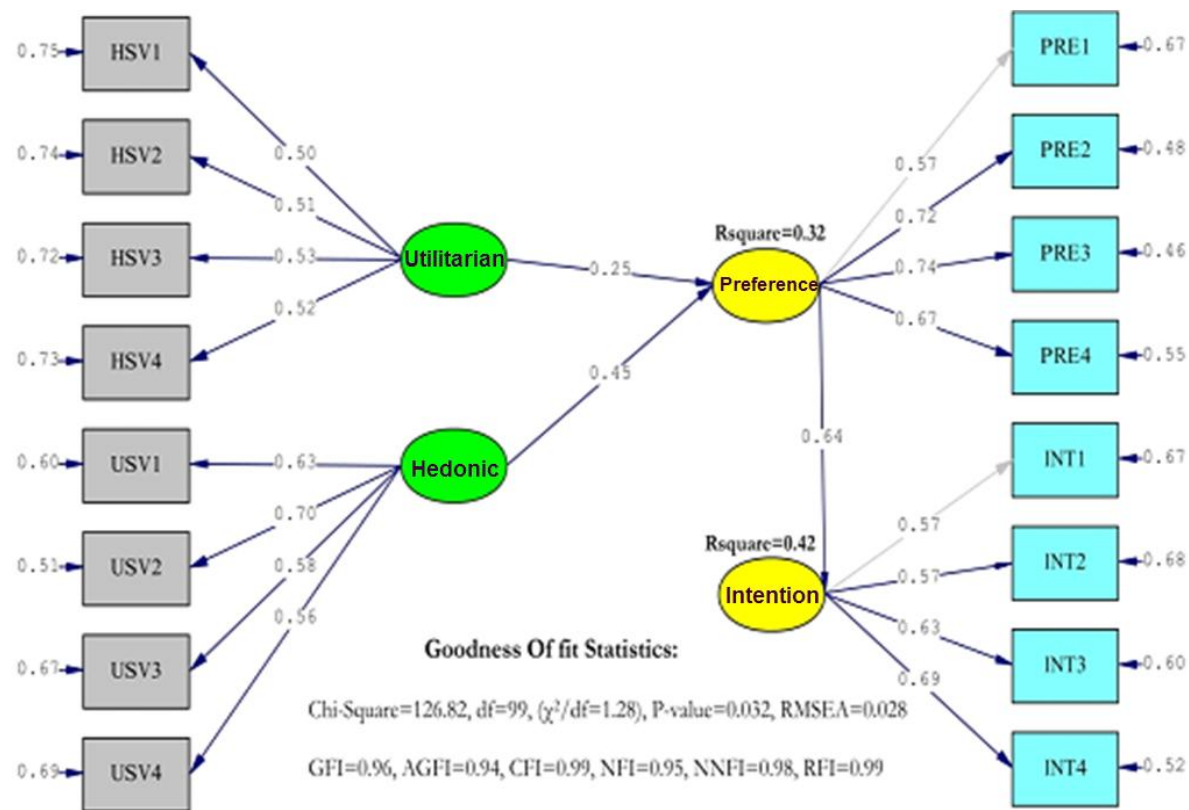 0.75 HSV1
0.74 HSV2
0.72 HSV3
0.73 HSV4
0.60 USV1
0.51 USV2
0.67 USV3
0.69 USV4
0.50
0.51
0.53
0.52
0.63
0.70
0.58
0.56
Utilitarian
Hedonic
0.25
0.45
Rsquare=0.32
Preference
0.64
Rsquare=0.42
Intention
0.57
0.72
0.74
0.67
0.57
0.57
0.63
0.69
PRE1 0.67
PRE2 0.48
PRE3 0.46
PRE4 0.55
INT1 0.67
INT2 0.68
INT3 0.60
INT4 0.52
Goodness Of fit Statistics:
Chi-Square=126.82, df=99, (χ²/df=1.28), P-value=0.032, RMSEA=0.028
GFI=0.96, AGFI=0.94, CFI=0.99, NFI=0.95, NNFI=0.98, RFI=0.99